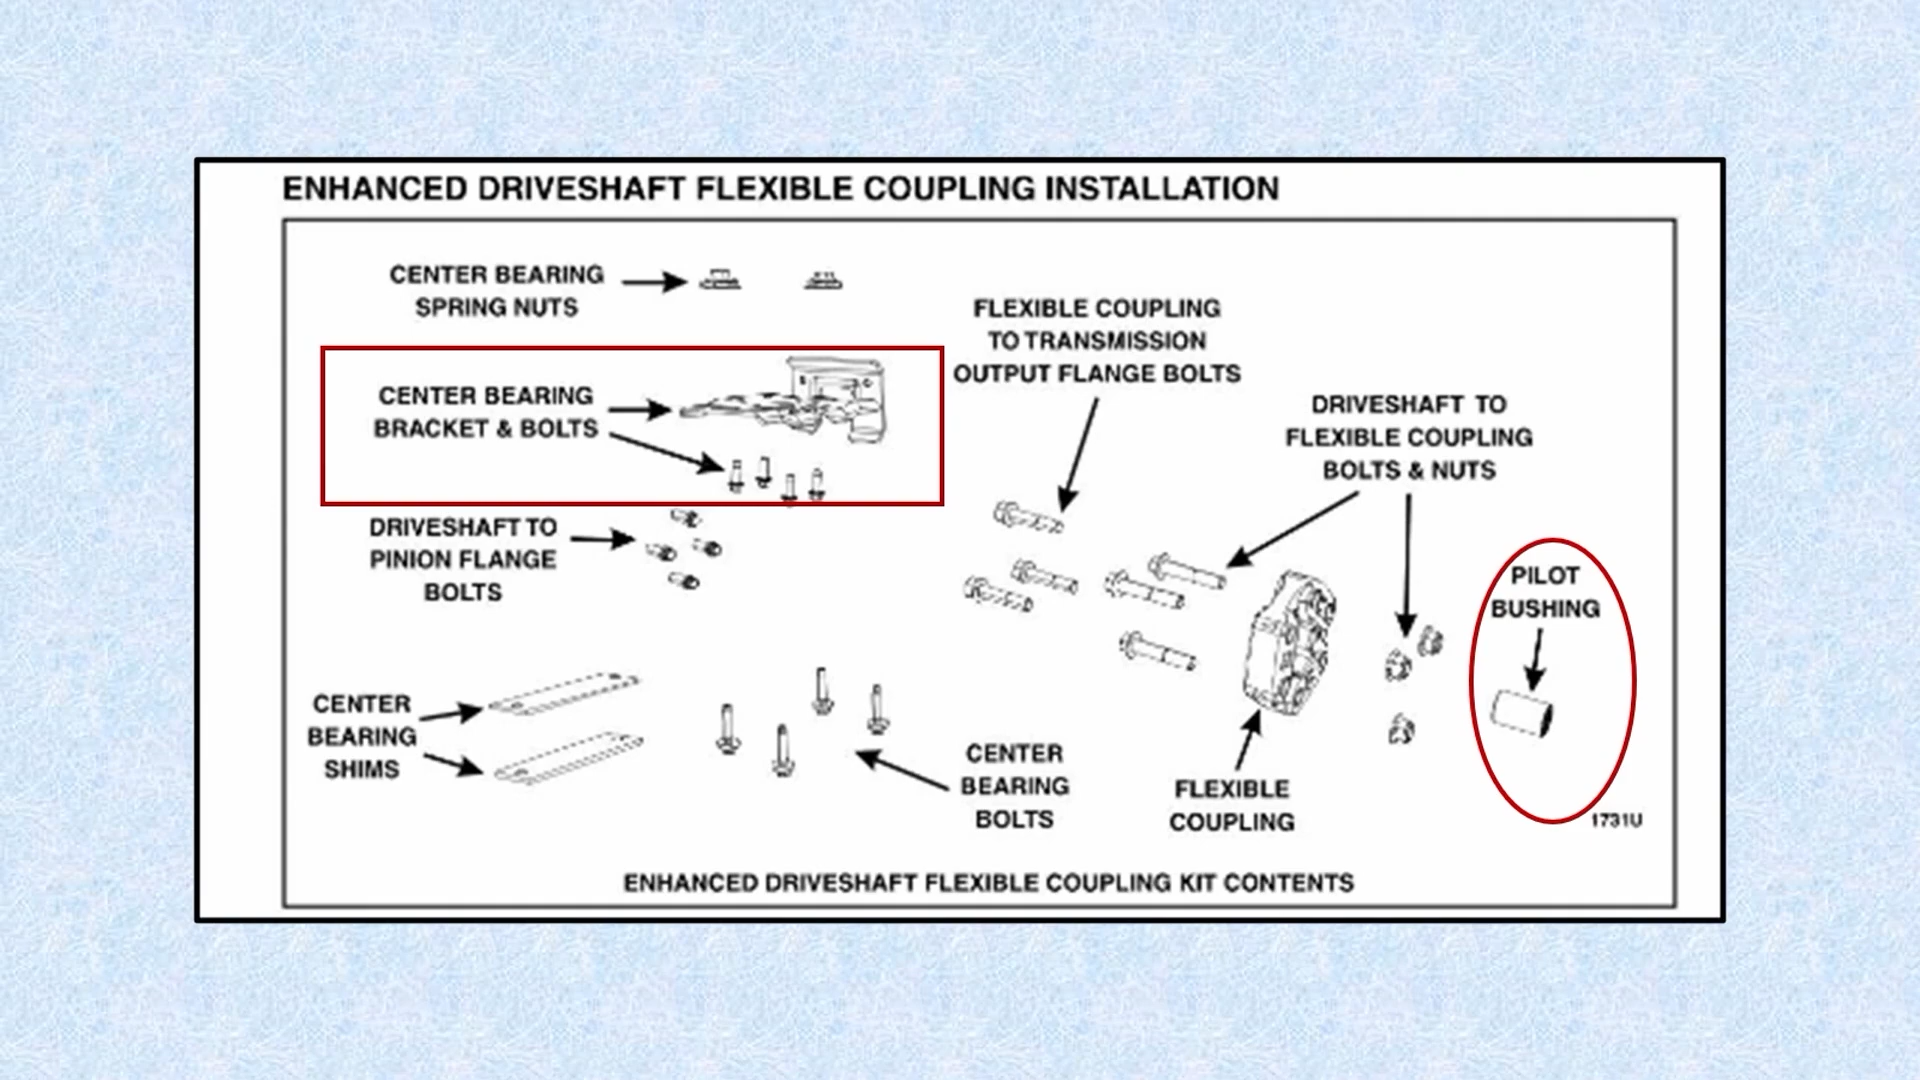 ENHANCED DRIVESHAFT FLEXIBLE COUPLING INSTALLATION
CENTER BEARING
SPRING NUTS
FLEXIBLE COUPLING
TO TRANSMISSION
OUTPUT FLANGE BOLTS
CENTER BEARING
BRACKET & BOLTS
DRIVESHAFT TO
FLEXIBLE COUPLING
BOLTS & NUTS
DRIVESHAFT TO
PINION FLANGE
BOLTS
PILOT
BUSHING
CENTER
BEARING
SHIMS
CENTER
BEARING
BOLTS
FLEXIBLE
COUPLING
1731U
ENHANCED DRIVESHAFT FLEXIBLE COUPLING KIT CONTENTS